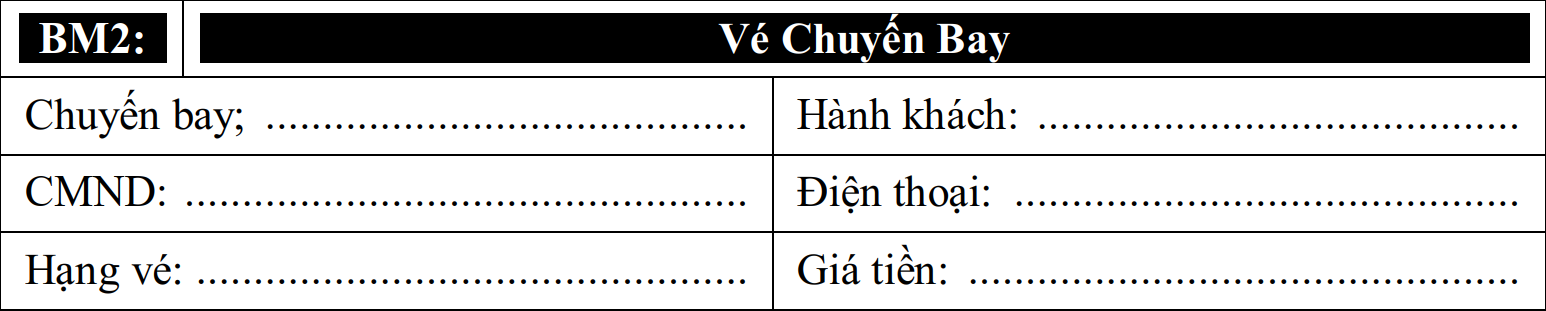 BM2: Vé Chuyến Bay
Chuyến bay; .......................................... Hành khách: ..........................................
CMND: ................................................. Điện thoại: ............................................
Hạng vé: ................................................ Giá tiền: ................................................